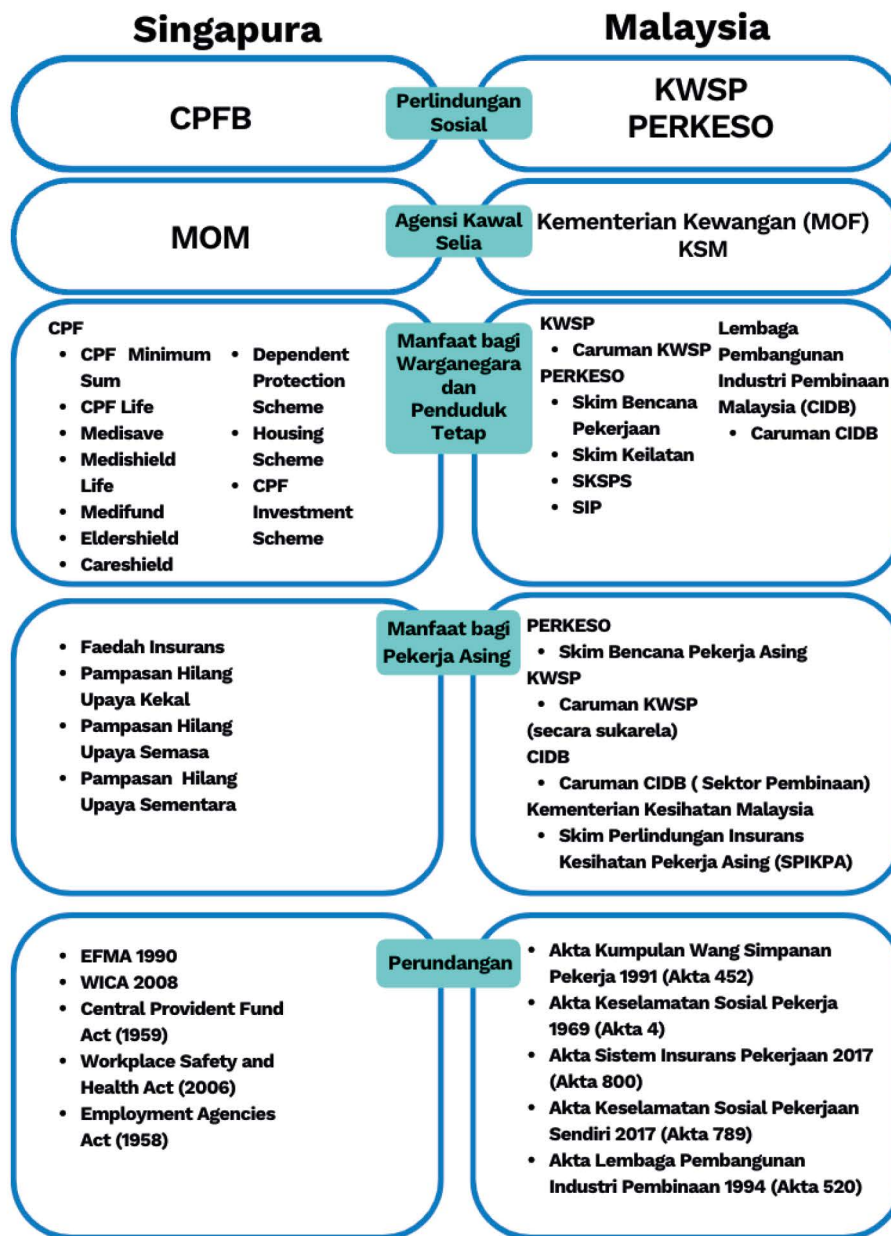 Singapura
Malaysia
CPFB
Perlindungan
Sosial
KWSP
PERKESO
MOM
Agensi Kawal
Selia
Kementerian Kewangan (MOF)
KSM
CPF
• CPF Minimum
Sum
• CPF Life
• Medisave
• Medishield
Life
• Medifund
• Eldershield
• Careshield
• Dependent
Protection
Scheme
• Housing
Scheme
• CPF
Investment
Scheme
Manfaat bagi
Warganegara
dan
Penduduk
Tetap
KWSP
• Caruman KWSP
PERKESO
• Skim Bencana
Pekerjaan
• Skim Keilatan
• SKSPS
• SIP
Lembaga
Pembangunan
Industri Pembinaan
Malaysia (CIDB)
• Caruman CIDB
• Faedah Insurans
• Pampasan Hilang
Upaya Kekal
• Pampasan Hilang
Upaya Semasa
• Pampasan Hilang
Upaya Sementara
Manfaat bagi
Pekerja Asing
PERKESO
• Skim Bencana Pekerja Asing
KWSP
• Caruman KWSP
(secara sukarela)
CIDB
• Caruman CIDB ( Sektor Pembinaan)
Kementerian Kesihatan Malaysia
• Skim Perlindungan Insurans
Kesihatan Pekerja Asing (SPIKPA)
• EFMA 1990
• WICA 2008
• Central Provident Fund
Act (1959)
• Workplace Safety and
Health Act (2006)
• Employment Agencies
Act (1958)
Perundangan
• Akta Kumpulan Wang Simpanan
Pekerja 1991 (Akta 452)
• Akta Keselamatan Sosial Pekerja
1969 (Akta 4)
• Akta Sistem Insurans Pekerjaan 2017
(Akta 800)
• Akta Keselamatan Sosial Pekerjaan
Sendiri 2017 (Akta 789)
• Akta Lembaga Pembangunan
Industri Pembinaan 1994 (Akta 520)